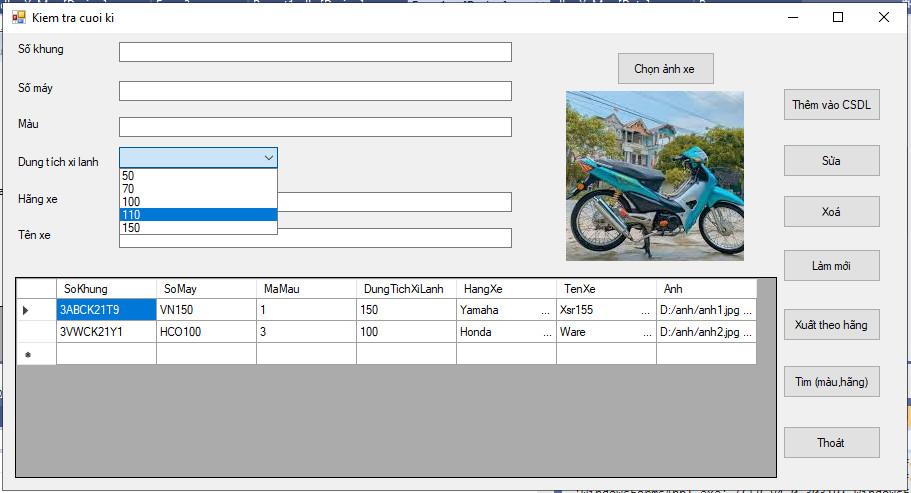 Kiem tra cuoi ki
Số khung
Số máy
Màu
Dung tích xi lanh
50
70
100
110
150
Hãng xe
Tên xe
Chọn ảnh xe
Thêm vào CSDL
Sửa
Xoá
Làm mới
Xuất theo hãng
Tìm (màu,hãng)
Thoát
SoKhung SoMay MaMau DungTichXiLanh HangXe TenXe Anh
3ABCK21T9 VN150 1 150 Yamaha ... Xsr155 ... D:/anh/anh1.jpg ...
3VWCK21Y1 HCO100 3 100 Honda ... Ware ... D:/anh/anh2.jpg ...